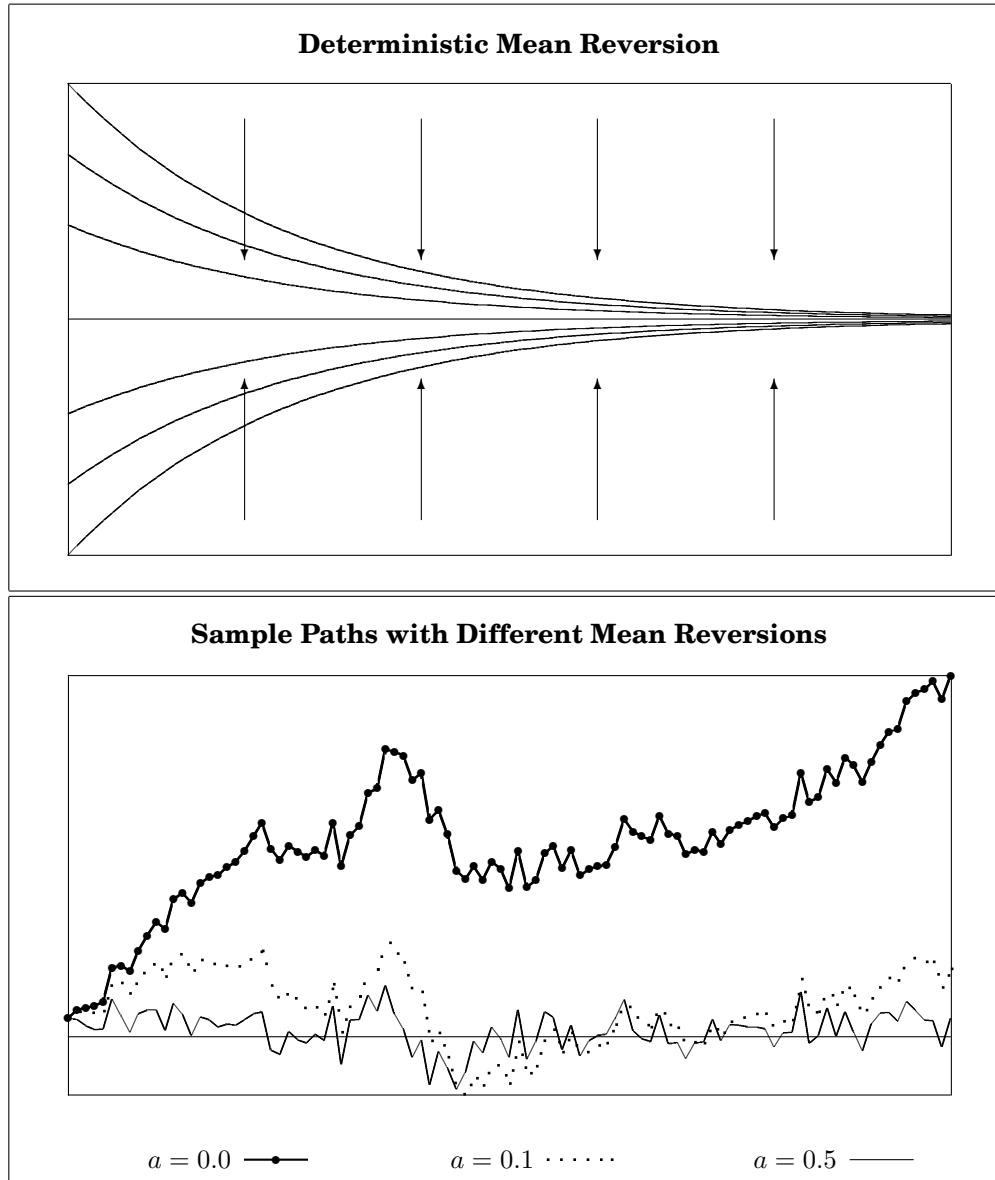 Deterministic Mean Reversion
Sample Paths with Different Mean Reversions
a = 0.0 a = 0.1 a = 0.5